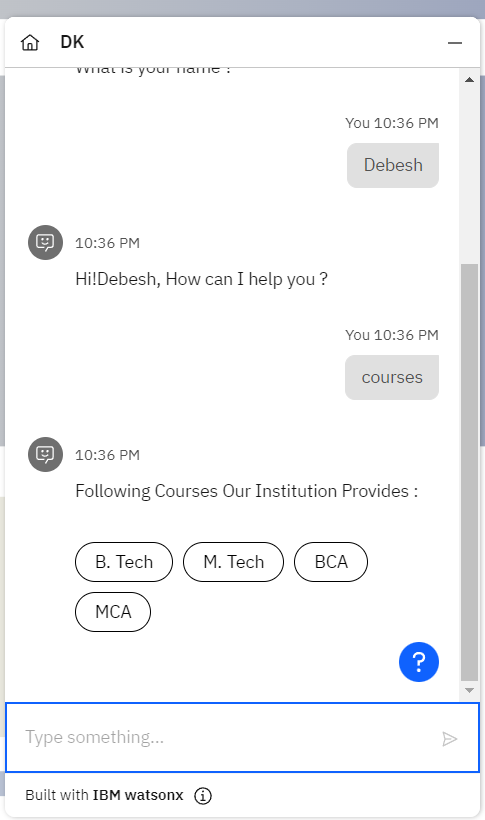 DK
What is your name ?
You 10:36 PM
Debesh
10:36 PM
Hi!Debesh, How can I help you ?
You 10:36 PM
courses
10:36 PM
Following Courses Our Institution Provides :
B. Tech
M. Tech
BCA
MCA
?
Type something...
Built with IBM watsonx